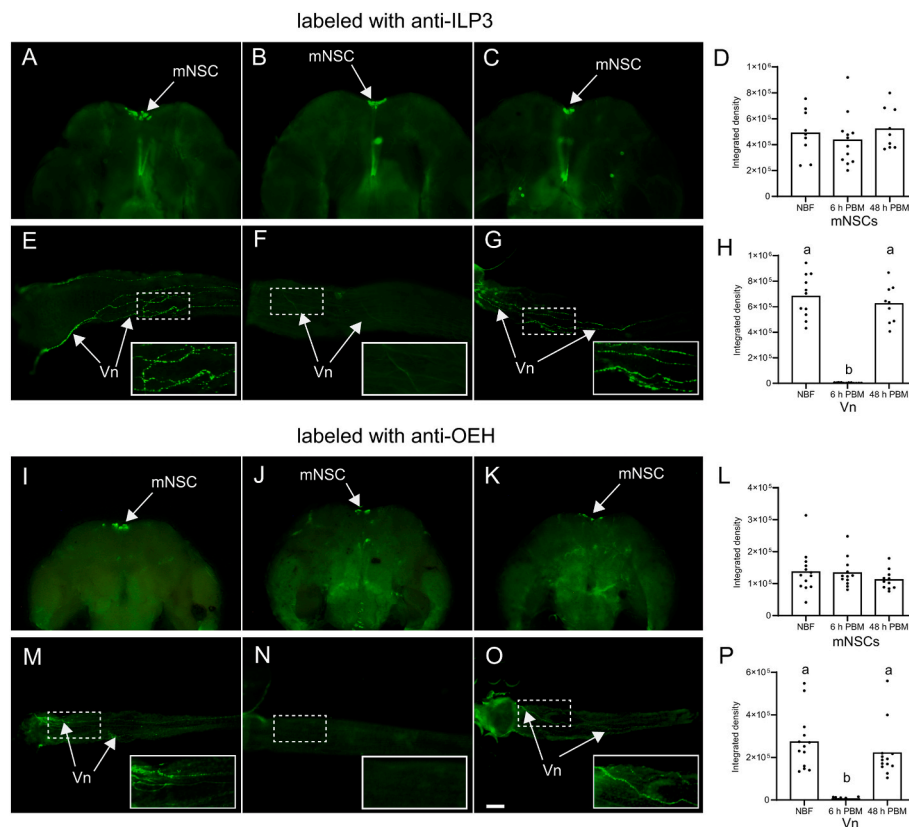 labeled with anti-ILP3
A
mNSC
B
mNSC
C
mNSC
D
Integrated density
1×10⁶
8×10⁵
6×10⁵
4×10⁵
2×10⁵
0
NBF 6 h PBM 48 h PBM
mNSCs
E
Vn
F
Vn
G
Vn
H
Integrated density
1×10⁶
8×10⁵
6×10⁵
4×10⁵
2×10⁵
0
a
b
a
NBF 6 h PBM 48 h PBM
Vn
labeled with anti-OEH
I
mNSC
J
mNSC
K
mNSC
L
Integrated density
4×10⁵
3×10⁵
2×10⁵
1×10⁵
0
NBF 6 h PBM 48 h PBM
mNSCs
M
Vn
N
O
Vn
P
Integrated density
6×10⁵
4×10⁵
2×10⁵
0
a
b
a
NBF 6 h PBM 48 h PBM
Vn